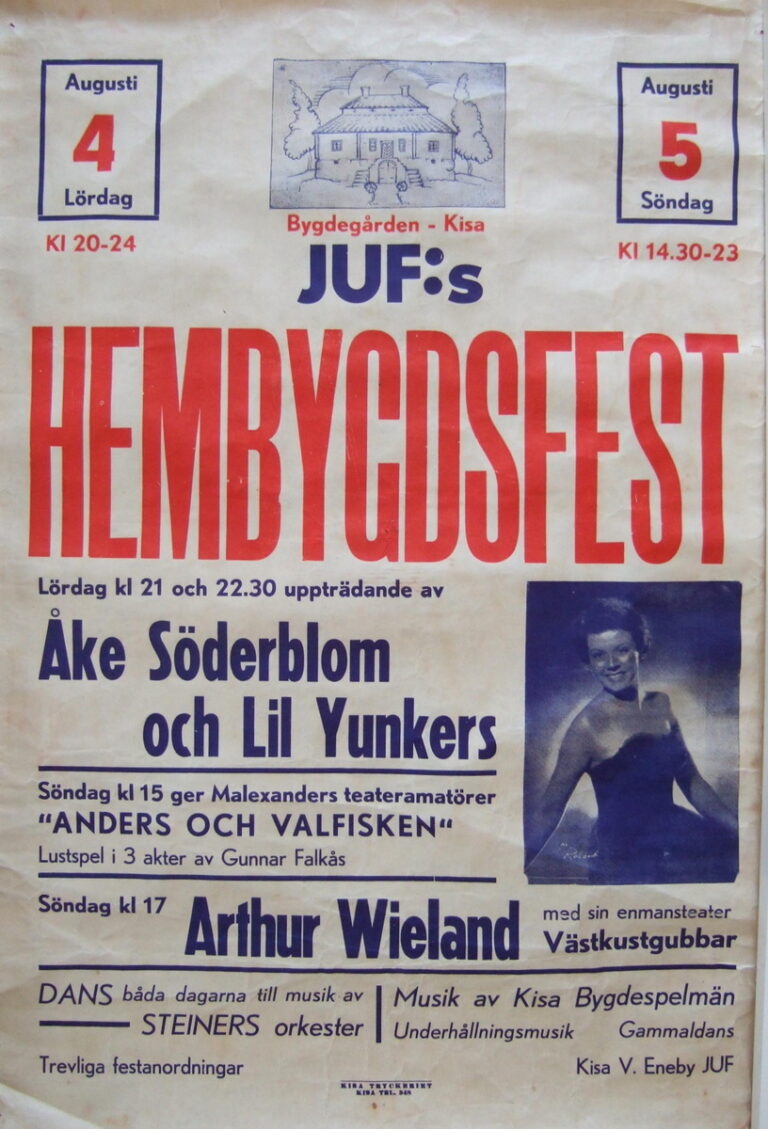 Augusti
4
Lördag
Kl 20-24
Augusti
5
Söndag
Kl 14.30-23
Bygdegården - Kisa
JUF:s
HEMBYGDSFEST
Lördag kl 21 och 22.30 uppträdande av
Åke Söderblom
och Lil Yunkers
Söndag kl 15 ger Malexanders teateramatörer
"ANDERS OCH VALFISKEN"
Lustspel i 3 akter av Gunnar Falkås
Söndag kl 17 Arthur Wieland med sin enmansteater
Västkustgubbar
DANS båda dagarna till musik av
STEINERS orkester
Musik av Kisa Bygdespelmän
Underhållningsmusik Gammaldans
Trevliga festanordningar
Kisa V. Eneby JUF
KISA TRYCKERIET
KISA TEL.